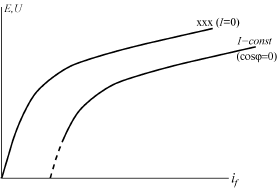 E,U
xxx (I=0)
I-const
(cosφ=0)
i_f